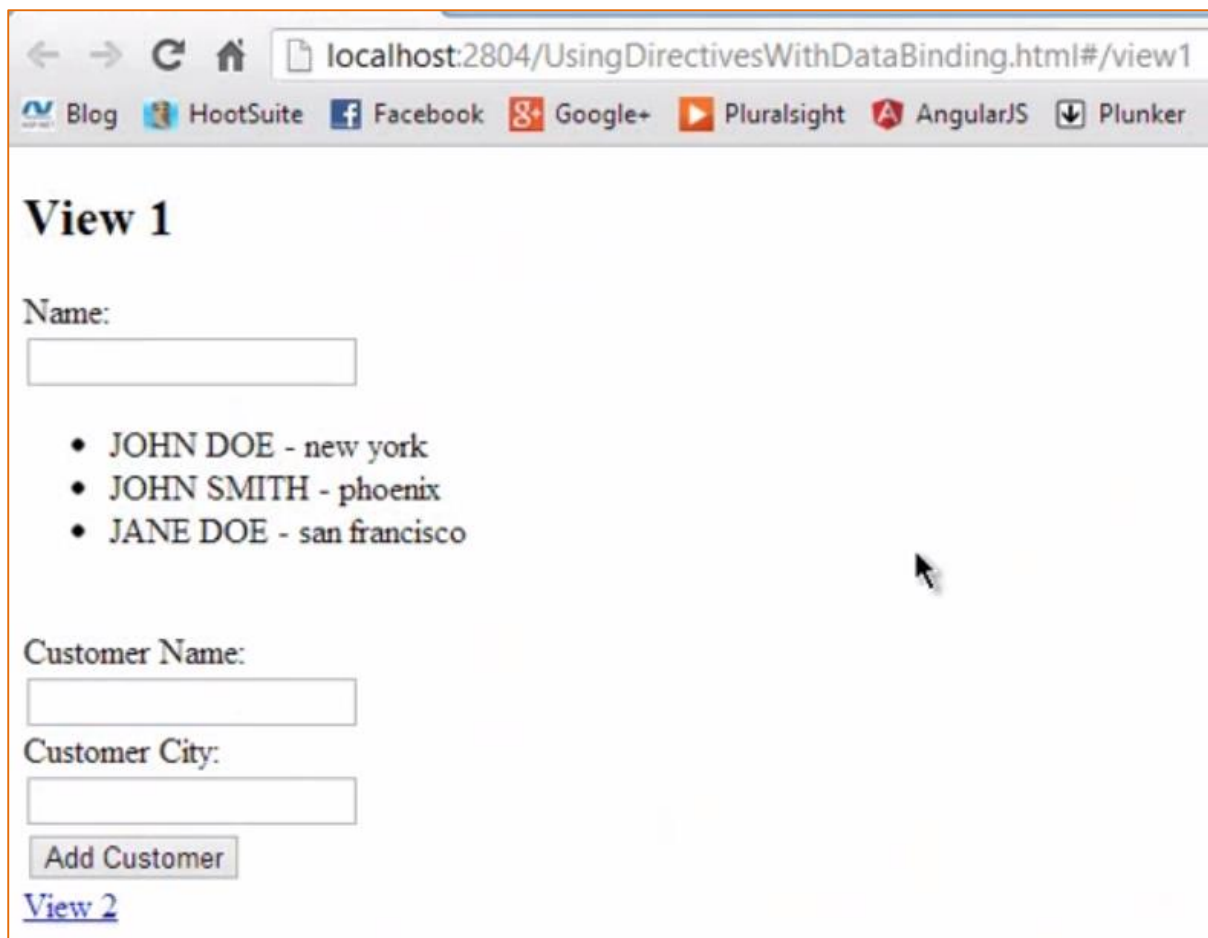 localhost:2804/UsingDirectivesWithDataBinding.html#/view1
Blog HootSuite Facebook Google+ Pluralsight AngularJS Plunker
View 1
Name:
JOHN DOE - new york
JOHN SMITH - phoenix
JANE DOE - san francisco
Customer Name:
Customer City:
Add Customer
View 2